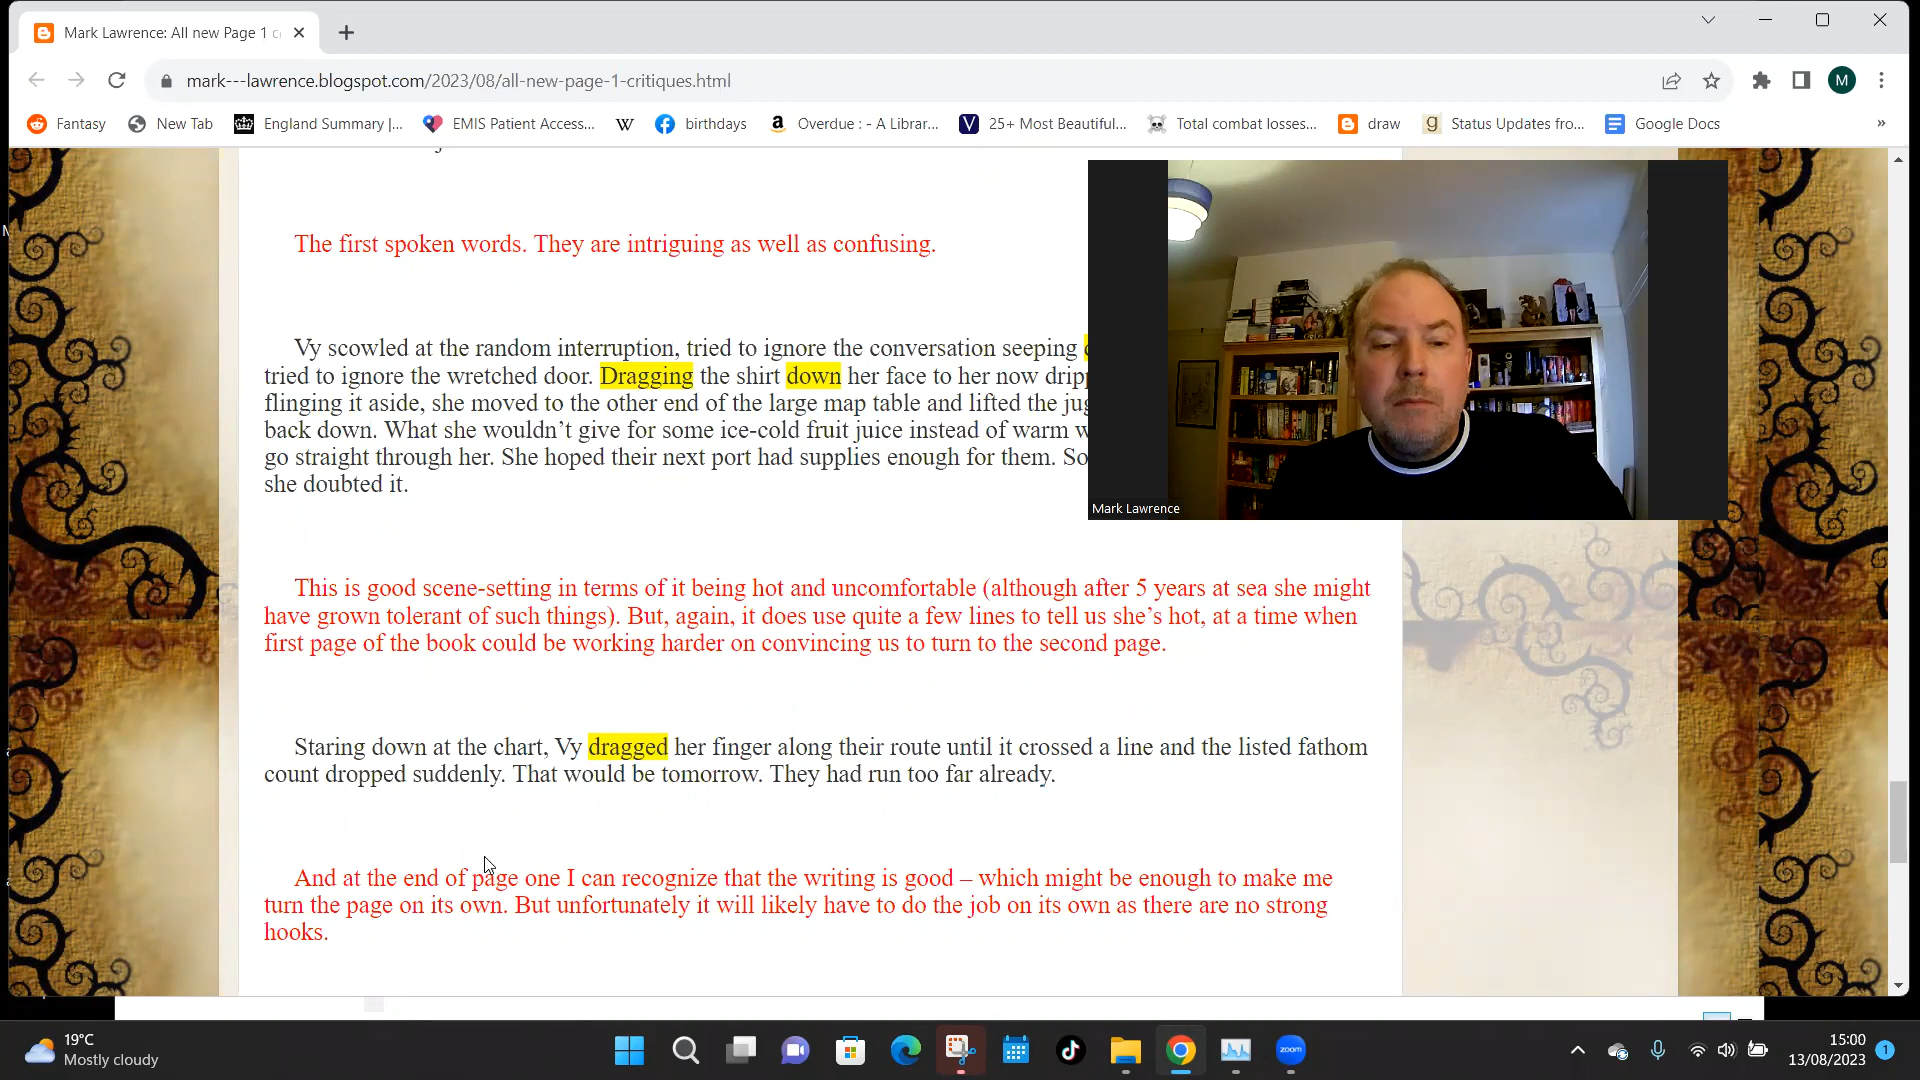 Mark Lawrence: All new Page 1 c
mark---lawrence.blogspot.com/2023/08/all-new-page-1-critiques.html
M
Fantasy
New Tab
England Summary |...
EMIS Patient Access...
W
birthdays
a
Overdue : - A Librar...
V
25+ Most Beautiful...
Total combat losses...
draw
g
Status Updates fro...
Google Docs
»
The first spoken words. They are intriguing as well as confusing.
Vy scowled at the random interruption, tried to ignore the conversation seeping
tried to ignore the wretched door. Dragging the shirt down her face to her now dripp
flinging it aside, she moved to the other end of the large map table and lifted the jug
back down. What she wouldn’t give for some ice-cold fruit juice instead of warm w
go straight through her. She hoped their next port had supplies enough for them. So
she doubted it.
Mark Lawrence
This is good scene-setting in terms of it being hot and uncomfortable (although after 5 years at sea she might
have grown tolerant of such things). But, again, it does use quite a few lines to tell us she’s hot, at a time when
first page of the book could be working harder on convincing us to turn to the second page.
Staring down at the chart, Vy dragged her finger along their route until it crossed a line and the listed fathom
count dropped suddenly. That would be tomorrow. They had run too far already.
And at the end of page one I can recognize that the writing is good – which might be enough to make me
turn the page on its own. But unfortunately it will likely have to do the job on its own as there are no strong
hooks.
19°C
Mostly cloudy
zoom
15:00
13/08/2023
1